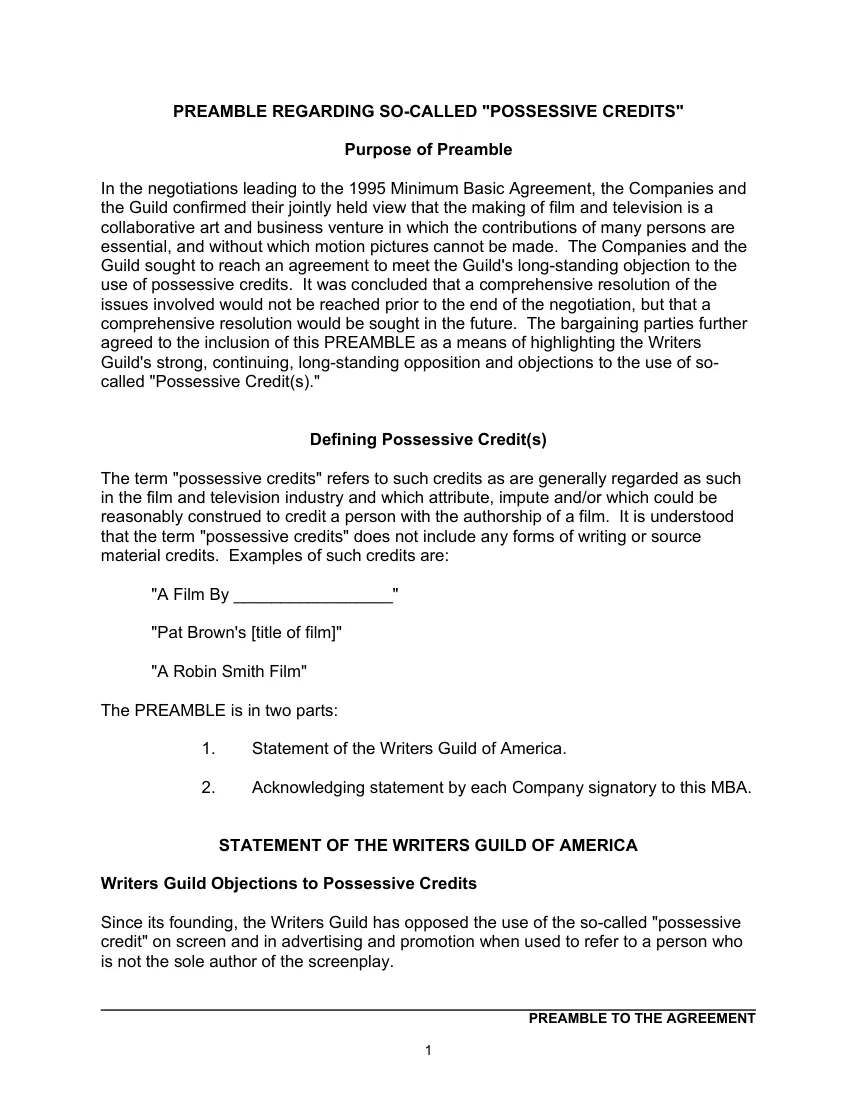 PREAMBLE REGARDING SO-CALLED "POSSESSIVE CREDITS"
Purpose of Preamble
In the negotiations leading to the 1995 Minimum Basic Agreement, the Companies and
the Guild confirmed their jointly held view that the making of film and television is a
collaborative art and business venture in which the contributions of many persons are
essential, and without which motion pictures cannot be made.  The Companies and the
Guild sought to reach an agreement to meet the Guild's long-standing objection to the
use of possessive credits.  It was concluded that a comprehensive resolution of the
issues involved would not be reached prior to the end of the negotiation, but that a
comprehensive resolution would be sought in the future.  The bargaining parties further
agreed to the inclusion of this PREAMBLE as a means of highlighting the Writers
Guild's strong, continuing, long-standing opposition and objections to the use of so-
called "Possessive Credit(s)."
Defining Possessive Credit(s)
The term "possessive credits" refers to such credits as are generally regarded as such
in the film and television industry and which attribute, impute and/or which could be
reasonably construed to credit a person with the authorship of a film.  It is understood
that the term "possessive credits" does not include any forms of writing or source
material credits.  Examples of such credits are:
"A Film By _________________"
"Pat Brown's [title of film]"
"A Robin Smith Film"
The PREAMBLE is in two parts:
1. Statement of the Writers Guild of America.
2. Acknowledging statement by each Company signatory to this MBA.
STATEMENT OF THE WRITERS GUILD OF AMERICA
Writers Guild Objections to Possessive Credits
Since its founding, the Writers Guild has opposed the use of the so-called "possessive
credit" on screen and in advertising and promotion when used to refer to a person who
is not the sole author of the screenplay.
PREAMBLE TO THE AGREEMENT
1